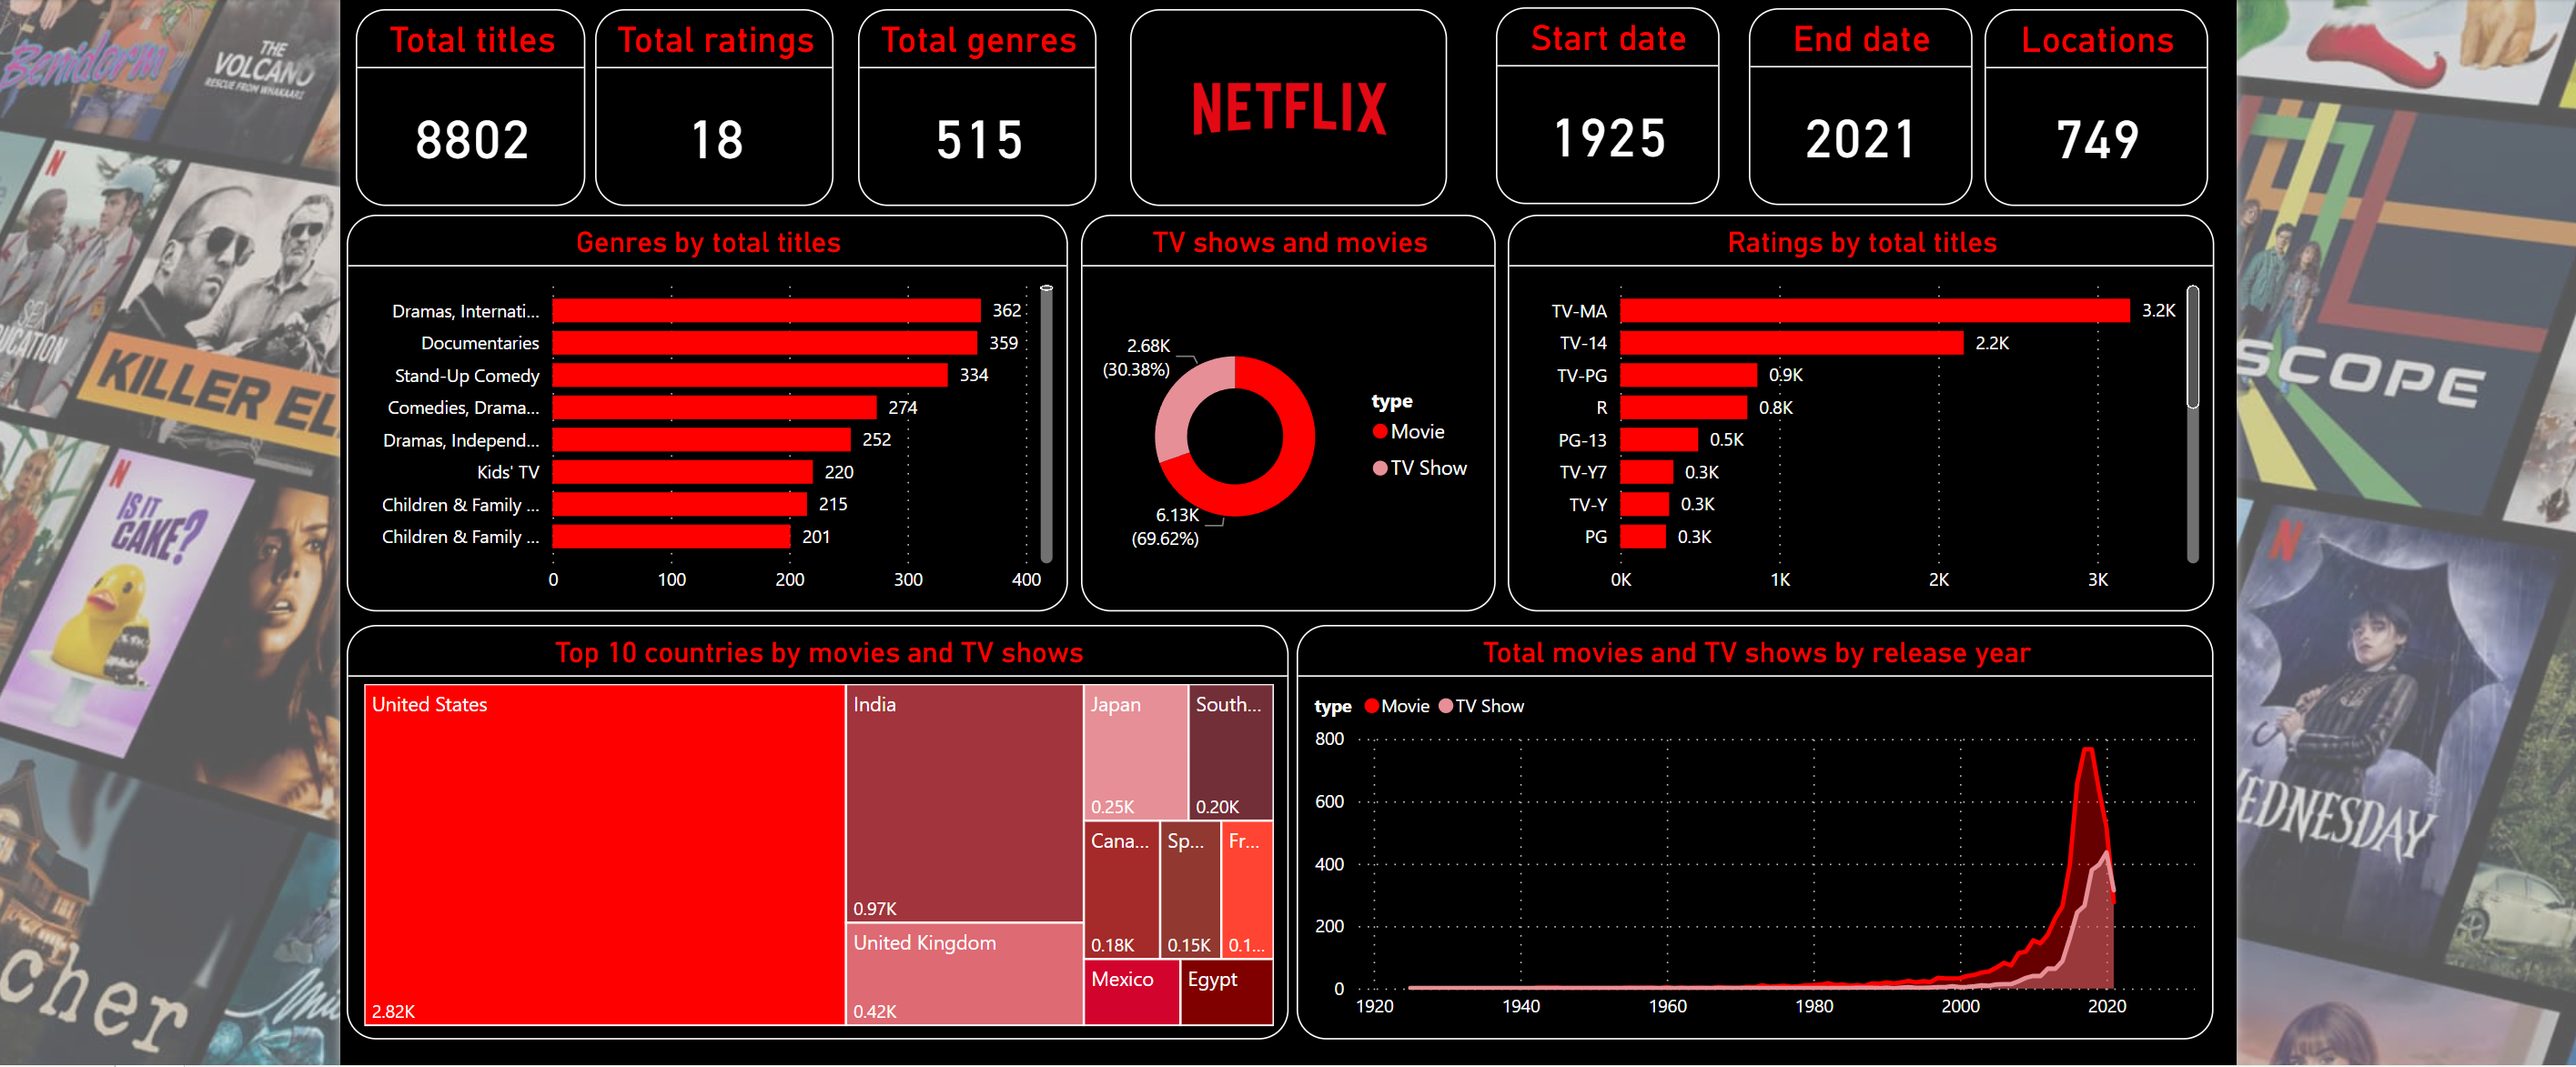 Total titles
8802
Total ratings
18
Total genres
515
NETFLIX
Start date
1925
End date
2021
Locations
749
Benidorm
THE
VOLCANO
RESCUE FROM WHAKAARI
N
SEX
EDUCATION
KILLER EL
N
IS IT
CAKE?
cher
Genres by total titles
Dramas, Internati... 362
Documentaries 359
Stand-Up Comedy 334
Comedies, Drama... 274
Dramas, Independ... 252
Kids' TV 220
Children & Family ... 215
Children & Family ... 201
0 100 200 300 400
TV shows and movies
2.68K
(30.38%)
6.13K
(69.62%)
type
Movie
TV Show
Ratings by total titles
TV-MA 3.2K
TV-14 2.2K
TV-PG 0.9K
R 0.8K
PG-13 0.5K
TV-Y7 0.3K
TV-Y 0.3K
PG 0.3K
0K 1K 2K 3K
Top 10 countries by movies and TV shows
United States
2.82K
India
0.97K
United Kingdom
0.42K
Japan
0.25K
South...
0.20K
Cana...
0.18K
Sp...
0.15K
Fr...
0.1...
Mexico
Egypt
Total movies and TV shows by release year
type Movie TV Show
800
600
400
200
0
1920 1940 1960 1980 2000 2020
SCOPE
N
WEDNESDAY